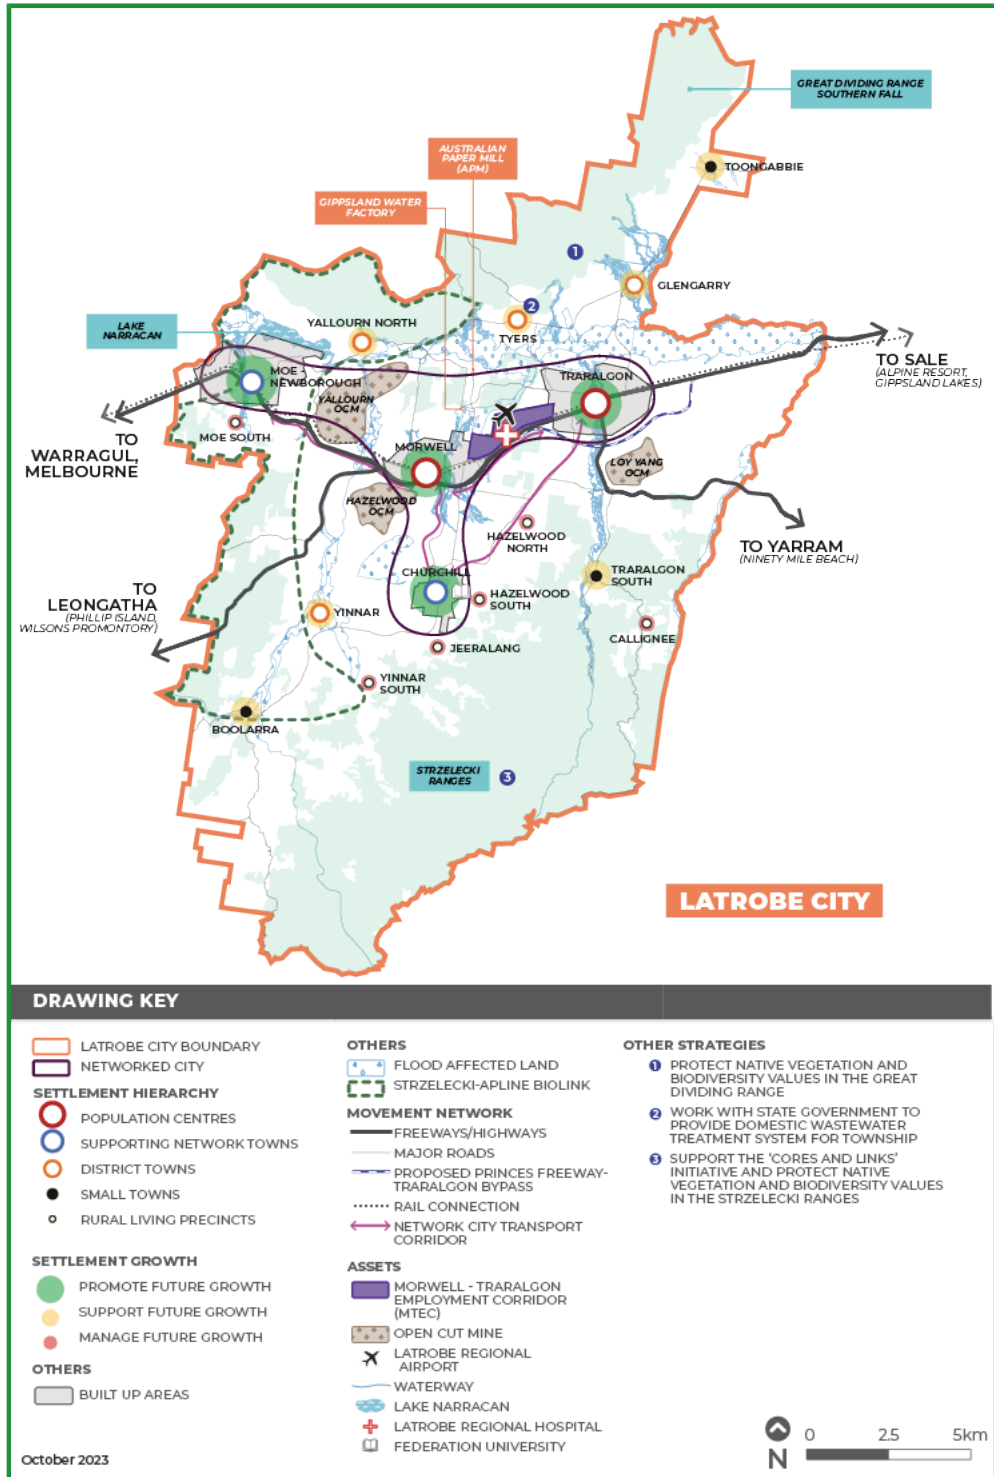 GREAT DIVIDING RANGE
SOUTHERN FALL
AUSTRALIAN
PAPER MILL
(APM)
TOONGABBIE
GIPPSLAND WATER
FACTORY
1
GLENGARRY
2
LAKE
NARRACAN
YALLOURN NORTH
TYERS
TO SALE
(ALPINE RESORT,
GIPPSLAND LAKES)
MOE -
NEWBOROUGH
TRARALGON
YALLOURN
OCM
MOE SOUTH
TO
WARRAGUL,
MELBOURNE
MORWELL
LOY YANG
OCM
HAZELWOOD
OCM
HAZELWOOD
NORTH
TO YARRAM
(NINETY MILE BEACH)
CHURCHILL
TRARALGON
SOUTH
TO
LEONGATHA
(PHILLIP ISLAND,
WILSONS PROMONTORY)
HAZELWOOD
SOUTH
YINNAR
CALLIGNEE
JEERALANG
YINNAR
SOUTH
BOOLARRA
STRZELECKI
RANGES
3
LATROBE CITY
DRAWING KEY
LATROBE CITY BOUNDARY
NETWORKED CITY
SETTLEMENT HIERARCHY
POPULATION CENTRES
SUPPORTING NETWORK TOWNS
DISTRICT TOWNS
SMALL TOWNS
RURAL LIVING PRECINCTS
SETTLEMENT GROWTH
PROMOTE FUTURE GROWTH
SUPPORT FUTURE GROWTH
MANAGE FUTURE GROWTH
OTHERS
BUILT UP AREAS
October 2023
OTHERS
FLOOD AFFECTED LAND
STRZELECKI-APLINE BIOLINK
MOVEMENT NETWORK
FREEWAYS/HIGHWAYS
MAJOR ROADS
PROPOSED PRINCES FREEWAY-
TRARALGON BYPASS
RAIL CONNECTION
NETWORK CITY TRANSPORT
CORRIDOR
ASSETS
MORWELL - TRARALGON
EMPLOYMENT CORRIDOR
(MTEC)
OPEN CUT MINE
LATROBE REGIONAL
AIRPORT
WATERWAY
LAKE NARRACAN
LATROBE REGIONAL HOSPITAL
FEDERATION UNIVERSITY
OTHER STRATEGIES
1 PROTECT NATIVE VEGETATION AND
BIODIVERSITY VALUES IN THE GREAT
DIVIDING RANGE
2 WORK WITH STATE GOVERNMENT TO
PROVIDE DOMESTIC WASTEWATER
TREATMENT SYSTEM FOR TOWNSHIP
3 SUPPORT THE 'CORES AND LINKS'
INITIATIVE AND PROTECT NATIVE
VEGETATION AND BIODIVERSITY VALUES
IN THE STRZELECKI RANGES
N
0 2.5 5km